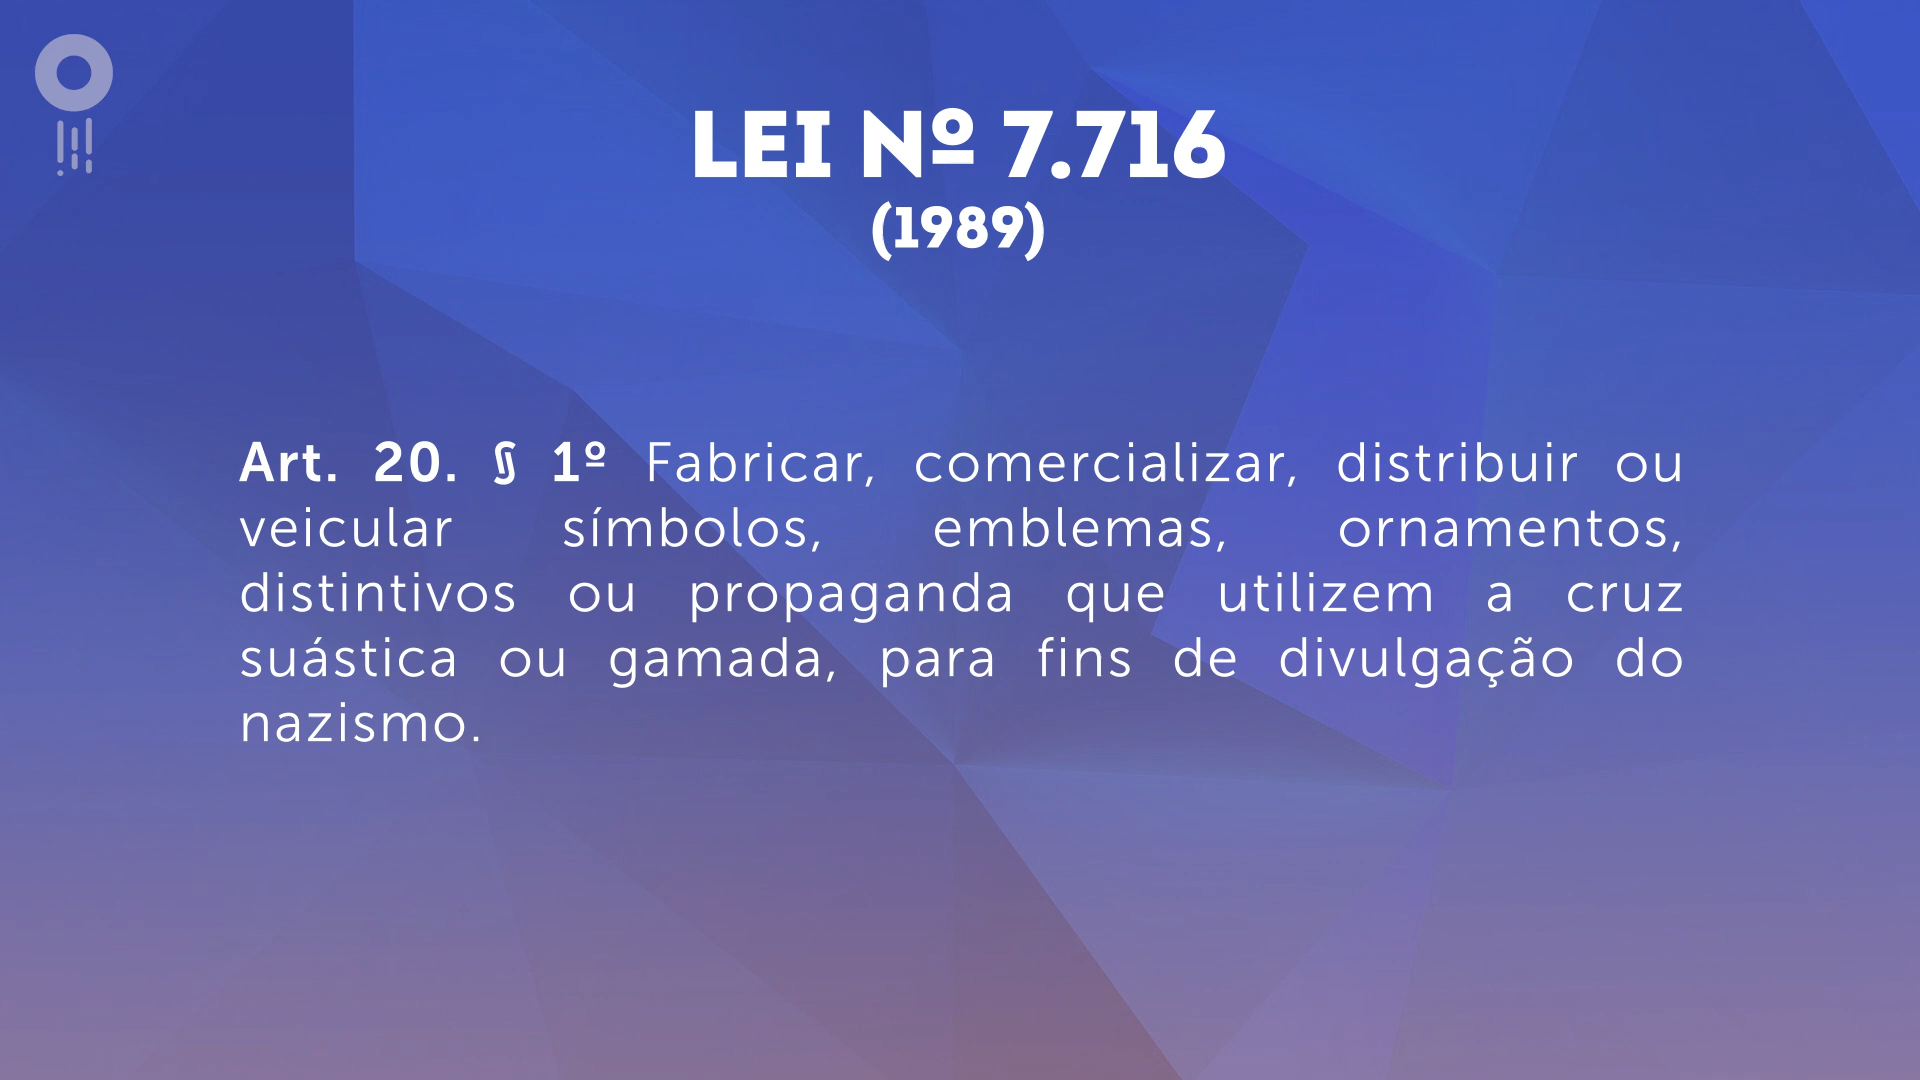 LEI Nº 7.716
(1989)
Art. 20. § 1º Fabricar, comercializar, distribuir ou
veicular símbolos, emblemas, ornamentos,
distintivos ou propaganda que utilizem a cruz
suástica ou gamada, para fins de divulgação do
nazismo.